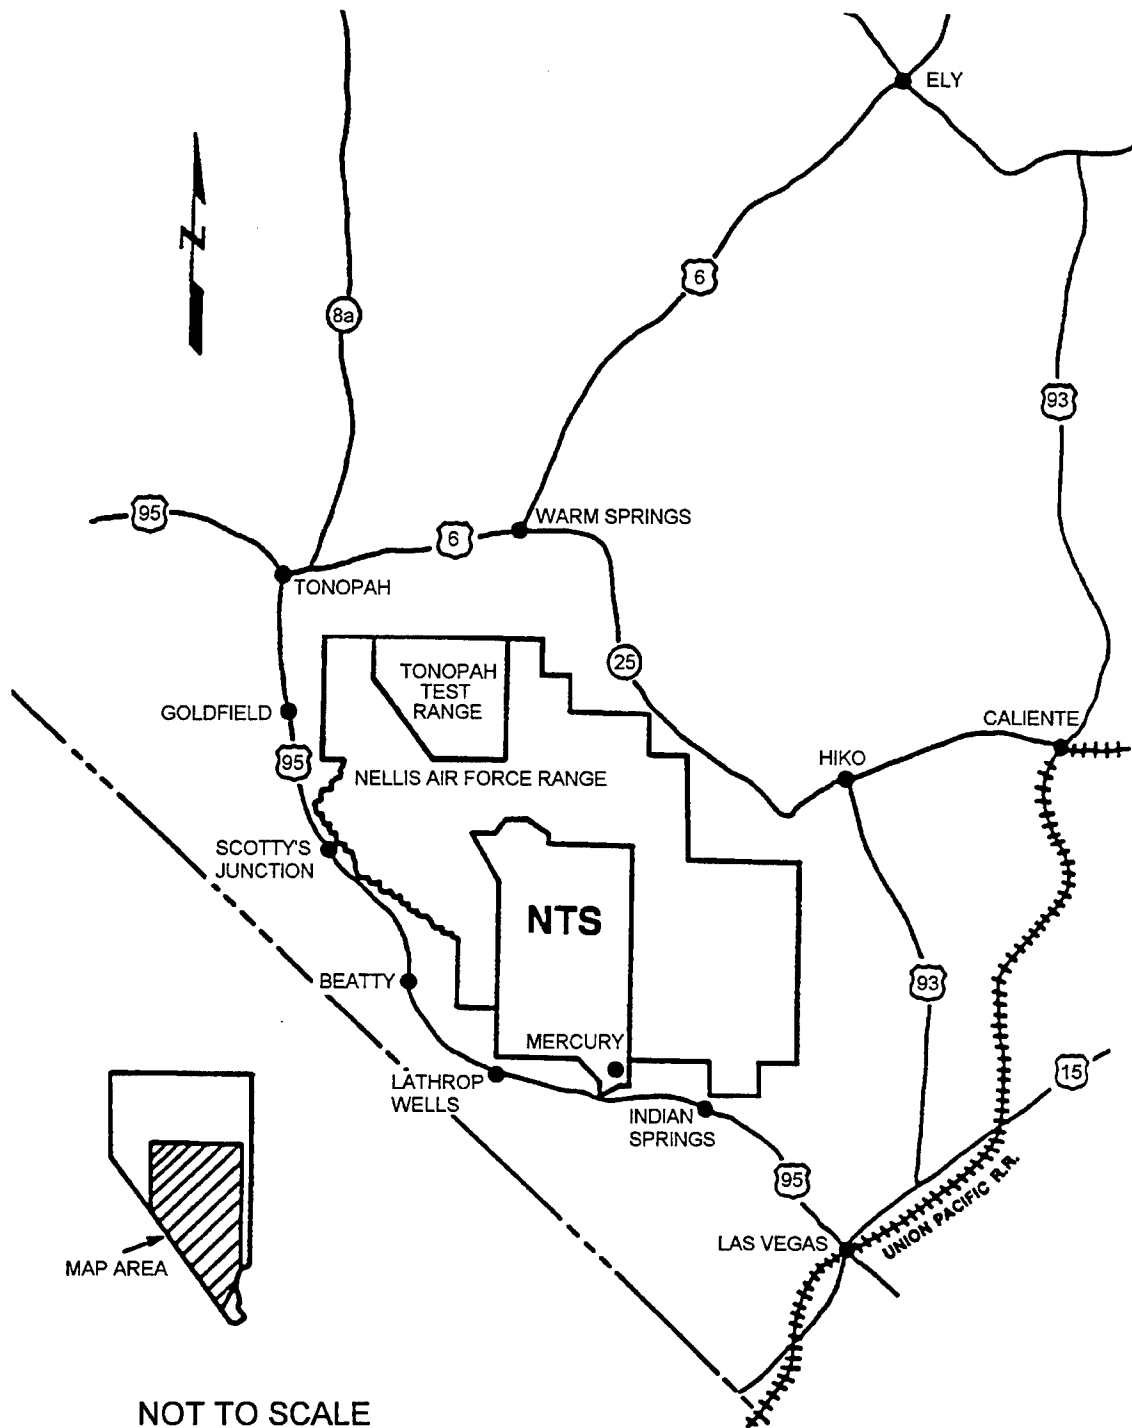 ELY
N
6
8a
93
95
WARM SPRINGS
6
TONOPAH
25
TONOPAH
TEST
RANGE
GOLDFIELD
CALIENTE
95
HIKO
NELLIS AIR FORCE RANGE
SCOTTY'S
JUNCTION
NTS
BEATTY
93
MERCURY
15
LATHROP
WELLS
INDIAN
SPRINGS
95
UNION PACIFIC R.R.
LAS VEGAS
MAP AREA
NOT TO SCALE